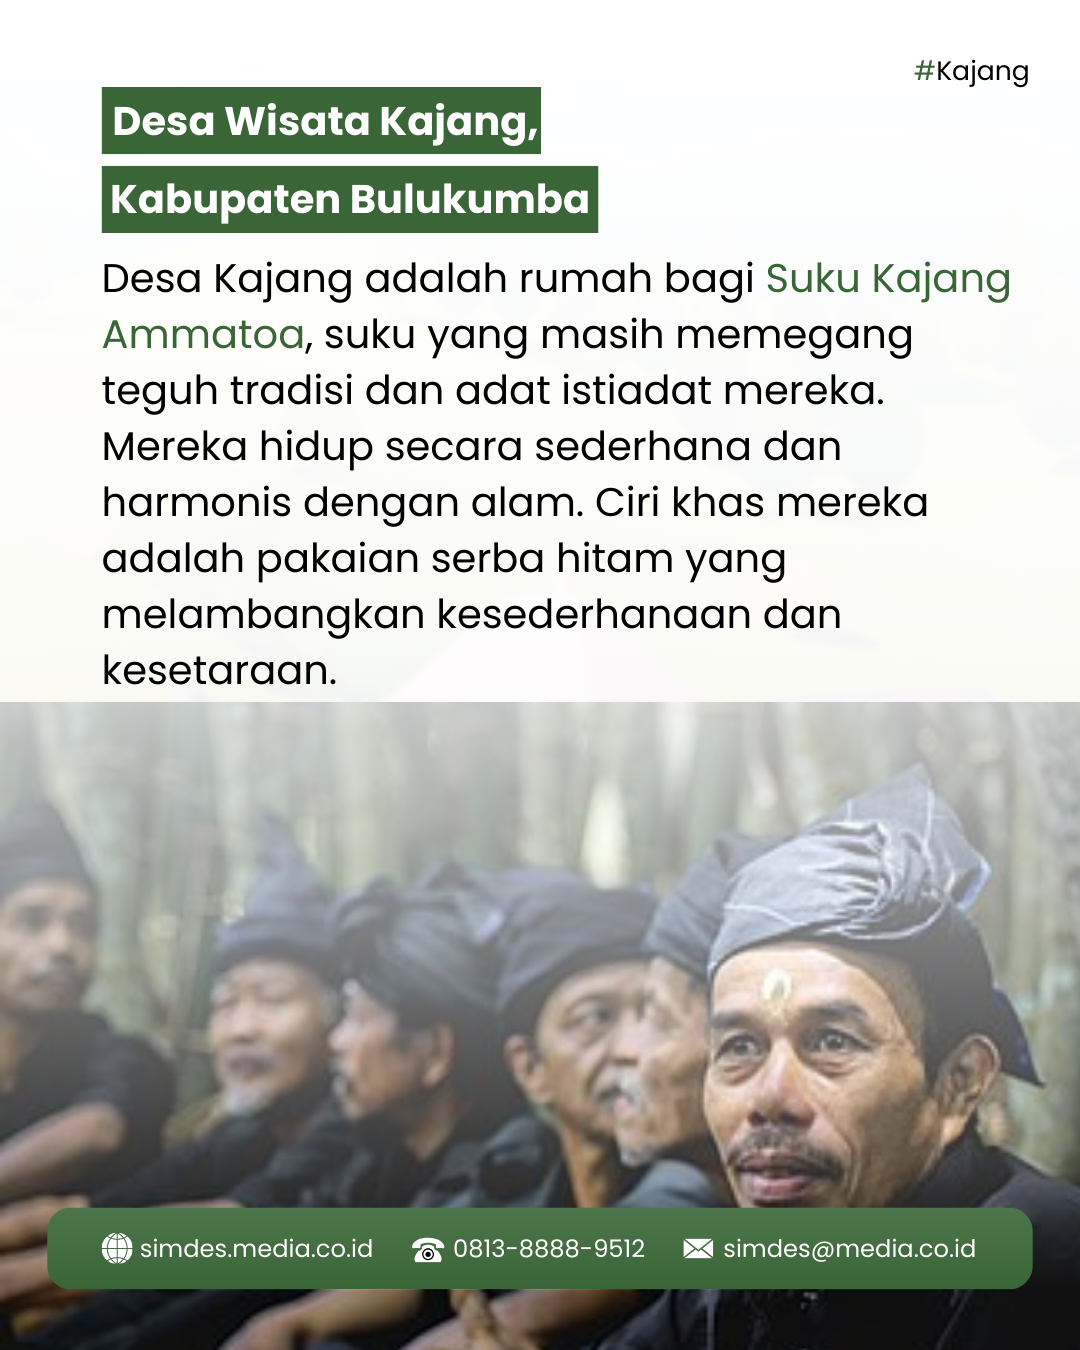 #Kajang
Desa Wisata Kajang,
Kabupaten Bulukumba
Desa Kajang adalah rumah bagi Suku Kajang
Ammatoa, suku yang masih memegang
teguh tradisi dan adat istiadat mereka.
Mereka hidup secara sederhana dan
harmonis dengan alam. Ciri khas mereka
adalah pakaian serba hitam yang
melambangkan kesederhanaan dan
kesetaraan.
simdes.media.co.id 0813-8888-9512 simdes@media.co.id